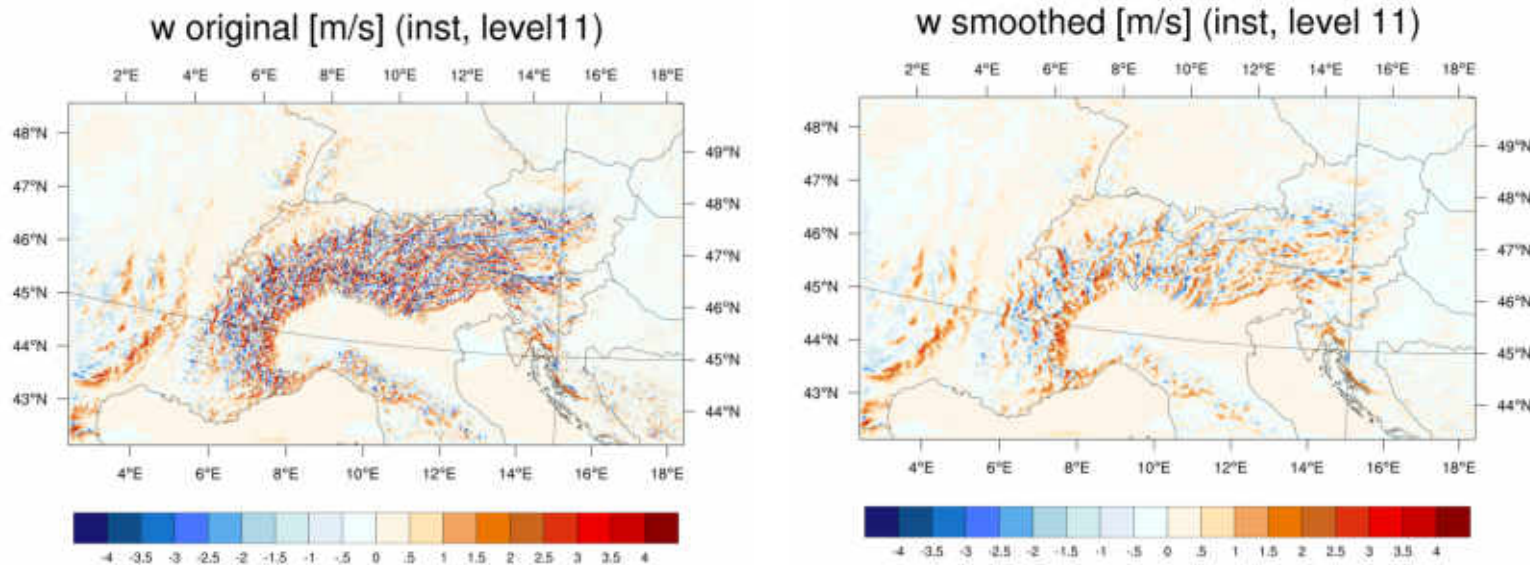 w original [m/s] (inst, level11)
2°E 4°E 6°E 8°E 10°E 12°E 14°E 16°E 18°E
48°N
47°N
46°N
45°N
44°N
43°N
49°N
48°N
47°N
46°N
45°N
44°N
4°E 6°E 8°E 10°E 12°E 14°E 16°E 18°E
-4 -3.5 -3 -2.5 -2 -1.5 -1 -.5 0 .5 1 1.5 2 2.5 3 3.5 4
w smoothed [m/s] (inst, level 11)
2°E 4°E 6°E 8°E 10°E 12°E 14°E 16°E 18°E
48°N
47°N
46°N
45°N
44°N
43°N
49°N
48°N
47°N
46°N
45°N
44°N
4°E 6°E 8°E 10°E 12°E 14°E 16°E 18°E
-4 -3.5 -3 -2.5 -2 -1.5 -1 -.5 0 .5 1 1.5 2 2.5 3 3.5 4